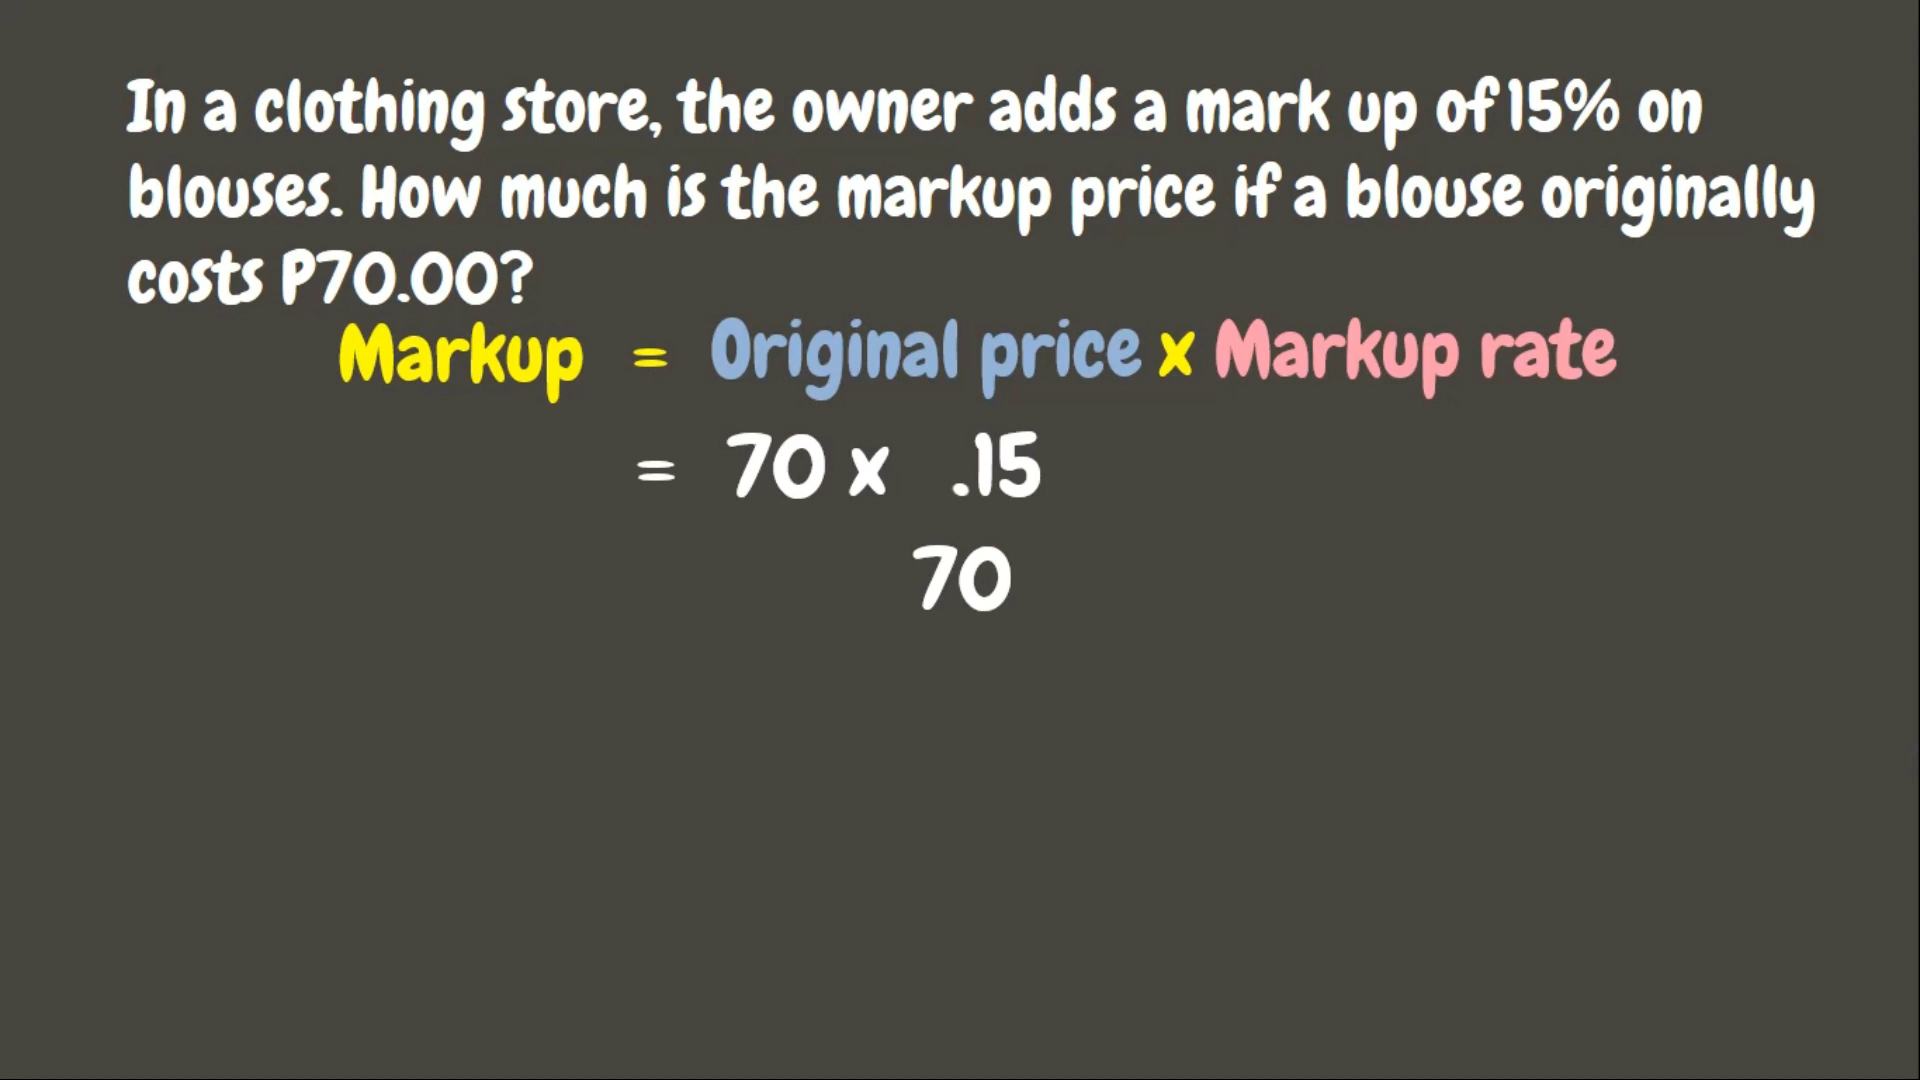 In a clothing store, the owner adds a mark up of 15% on
blouses. How much is the markup price if a blouse originally
costs P70.00?
Markup = Original price x Markup rate
= 70 x .15
70